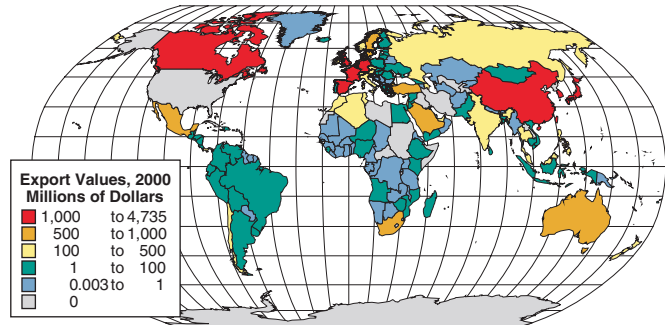 Export Values, 2000
Millions of Dollars
1,000 to 4,735
500 to 1,000
100 to 500
1 to 100
0.003 to 1
0